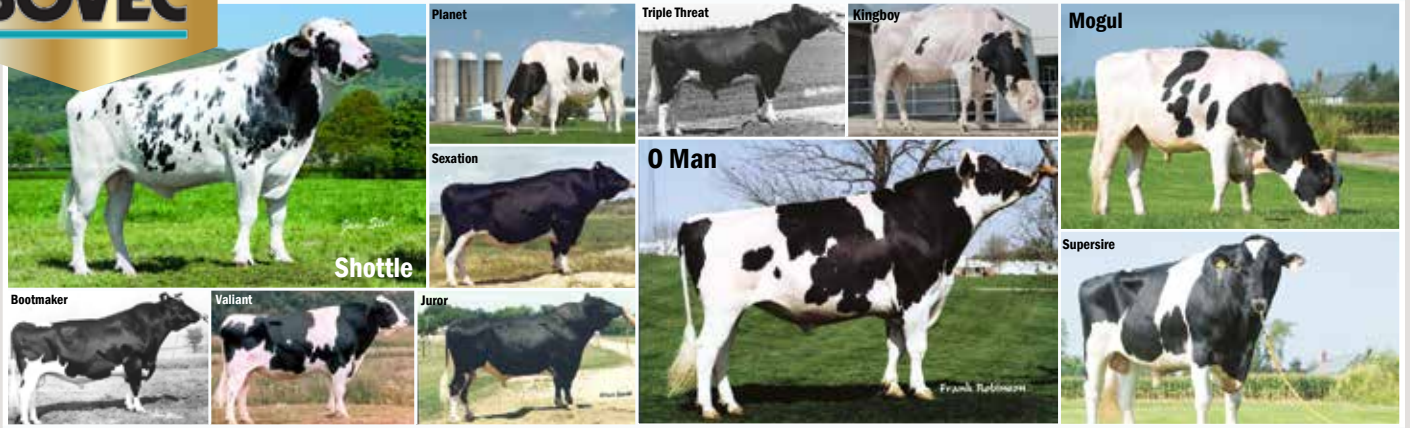 BOVEC
Shottle
Planet
Sexation
Bootmaker
Valiant
Juror
Triple Threat
Kingboy
O Man
Frank Robinson
Mogul
Supersire